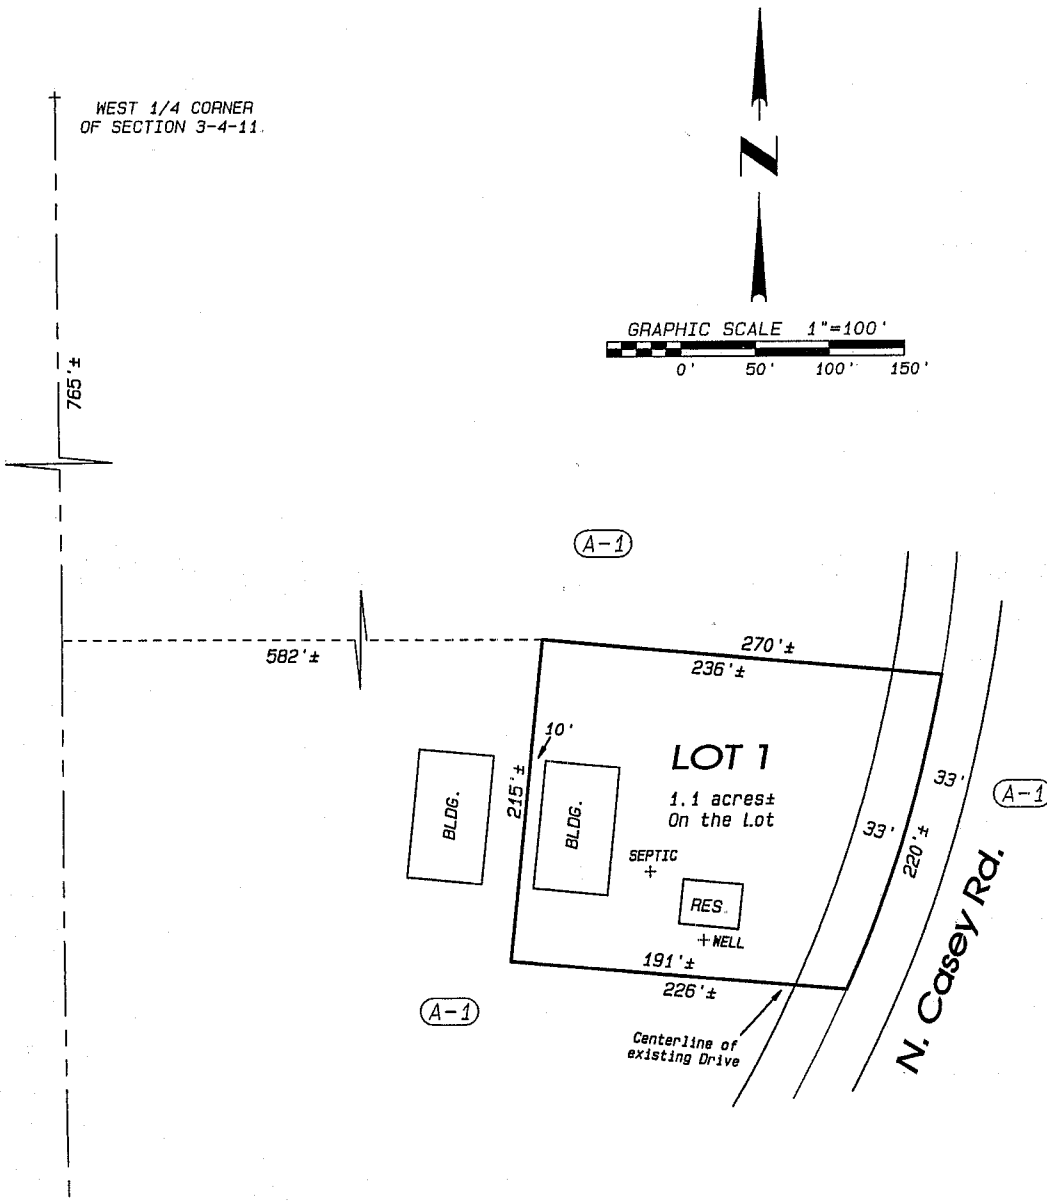 WEST 1/4 CORNER
OF SECTION 3-4-11.
N
GRAPHIC SCALE 1"=100'
0' 50' 100' 150'
765'±
A-1
582'±
270'±
236'±
10'
LOT 1
1.1 acres±
On the Lot
215'±
BLDG.
BLDG.
33'
A-1
33'
220'±
SEPTIC
RES.
WELL
191'±
226'±
A-1
Centerline of
existing Drive
N. Casey Rd.